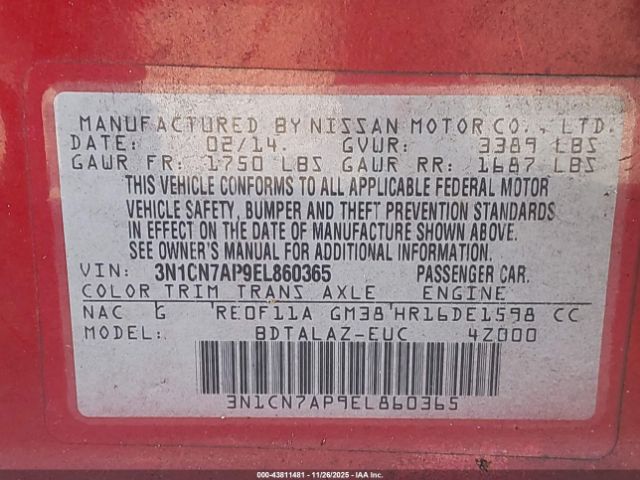 MANUFACTURED BY NISSAN MOTOR CO., LTD.
DATE: 02/14. GVWR: 3389 LBS
GAWR FR: 1750 LBS GAWR RR: 1687 LBS
THIS VEHICLE CONFORMS TO ALL APPLICABLE FEDERAL MOTOR
VEHICLE SAFETY, BUMPER AND THEFT PREVENTION STANDARDS
IN EFFECT ON THE DATE OF MANUFACTURE SHOWN ABOVE.
SEE OWNER'S MANUAL FOR ADDITIONAL INFORMATION.
VIN: 3N1CN7AP9EL860365 PASSENGER CAR.
COLOR TRIM TRANS AXLE ENGINE
NAC G 'RE0F11A GM38'HR16DE1598 CC
MODEL: BDTALAZ-EUC 4Z000
3N1CN7AP9EL860365
000-43811481 - 11/26/2025 - IAA Inc.